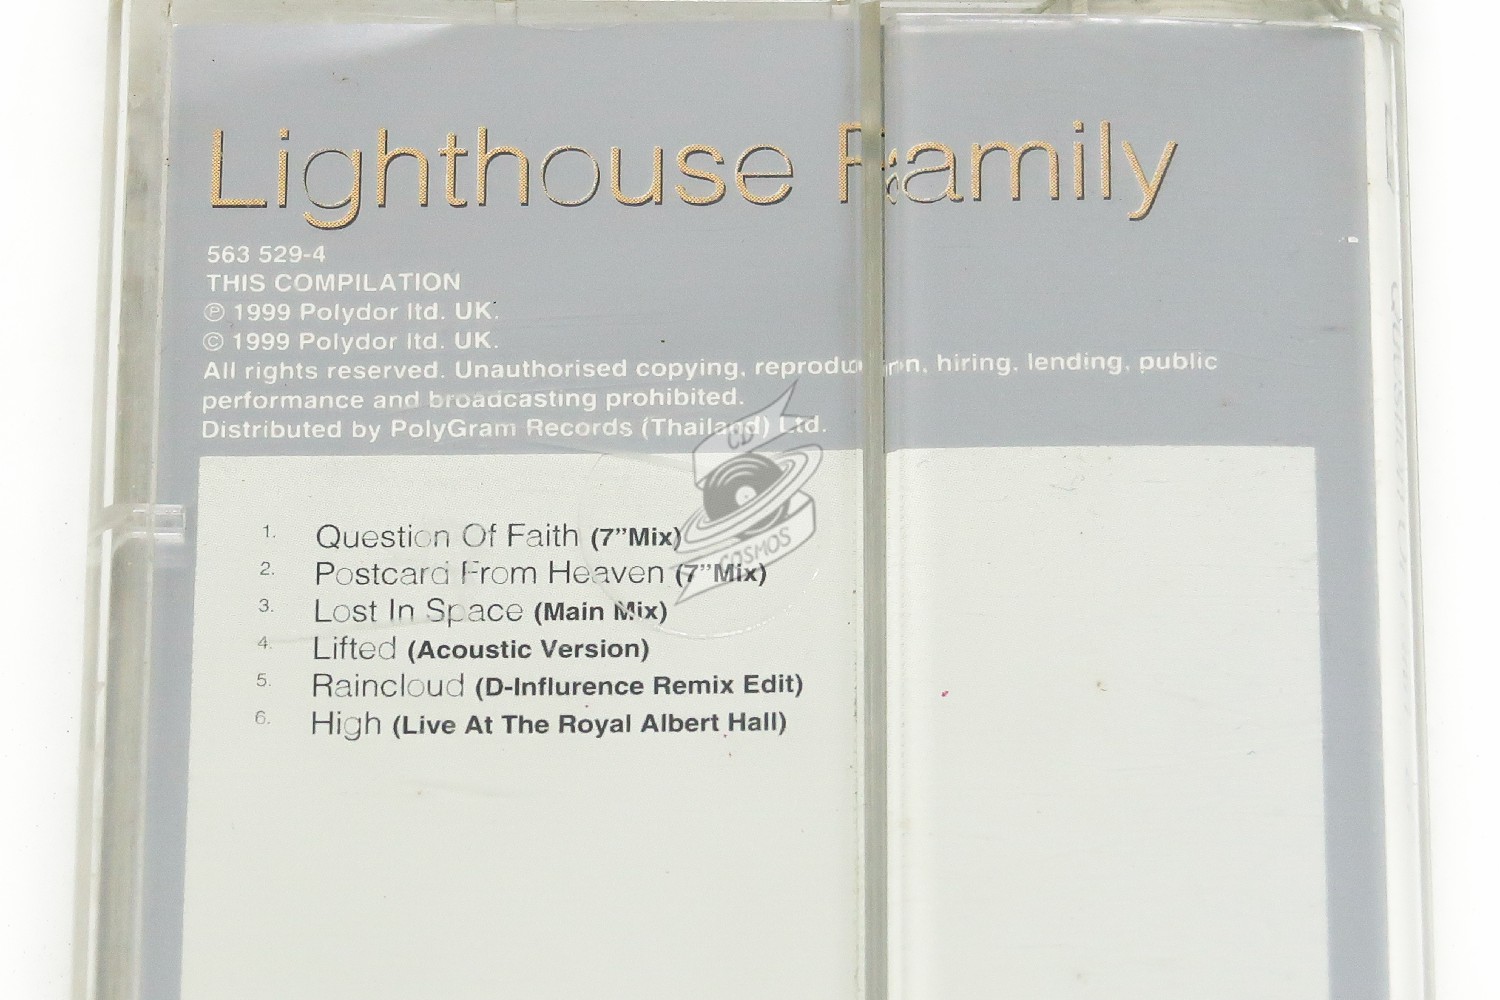 Lighthouse Family
563 529-4
THIS COMPILATION
℗ 1999 Polydor ltd. UK.
© 1999 Polydor ltd. UK.
All rights reserved. Unauthorised copying, reproduction, hiring, lending, public
performance and broadcasting prohibited.
Distributed by PolyGram Records (Thailand) Ltd.
CD
COSMOS
1. Question Of Faith (7”Mix)
2. Postcard From Heaven (7”Mix)
3. Lost In Space (Main Mix)
4. Lifted (Acoustic Version)
5. Raincloud (D-Influrence Remix Edit)
6. High (Live At The Royal Albert Hall)